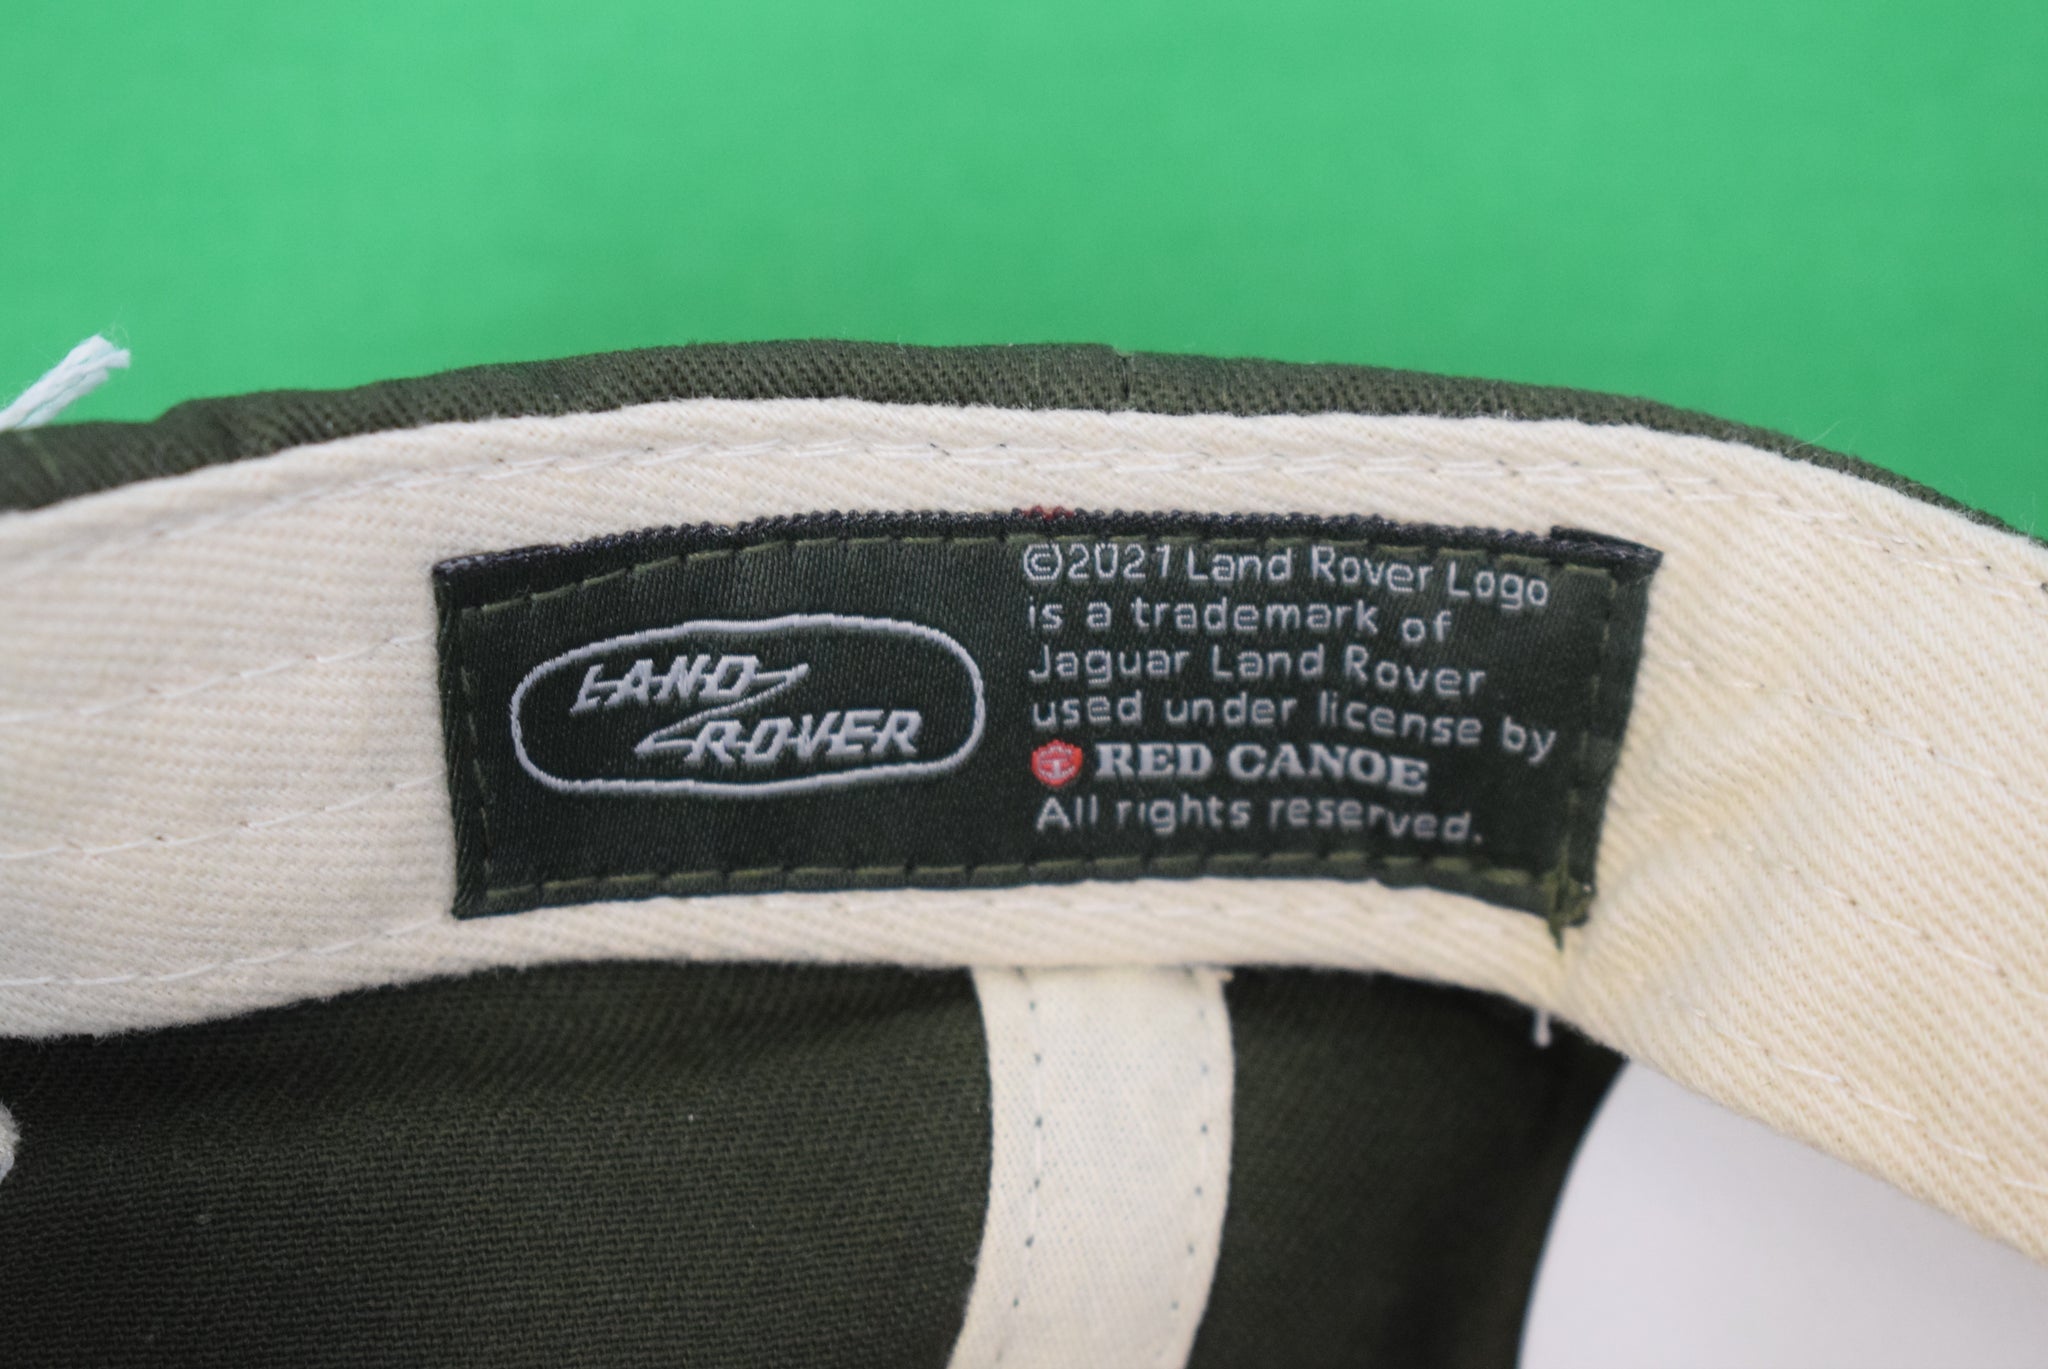 LAND
ROVER
©2021 Land Rover Logo
is a trademark of
Jaguar Land Rover
used under license by
RED CANOE
All rights reserved.